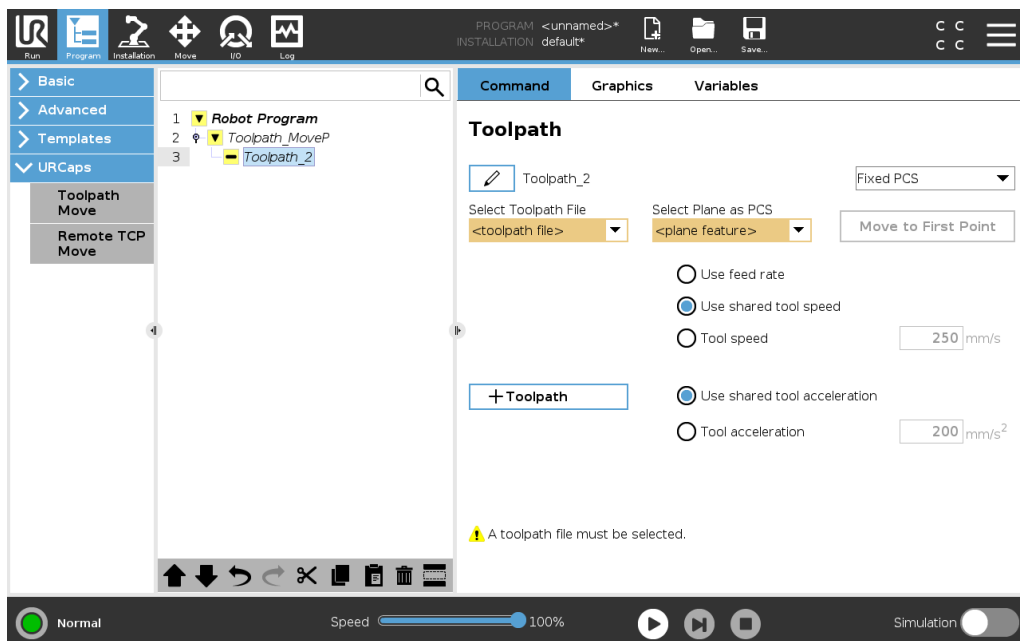 PROGRAM <unnamed>*
INSTALLATION default*
UR
Run
Program
Installation
Move
I/O
Log
New...
Open...
Save...
C C
C C
Basic
Advanced
Templates
URCaps
Toolpath
Move
Remote TCP
Move
1 Robot Program
2 Toolpath_MoveP
3 Toolpath_2
Command Graphics Variables
Toolpath
Toolpath_2
Fixed PCS
Select Toolpath File
<toolpath file>
Select Plane as PCS
<plane feature>
Move to First Point
Use feed rate
Use shared tool speed
Tool speed 250 mm/s
+Toolpath
Use shared tool acceleration
Tool acceleration 200 mm/s²
A toolpath file must be selected.
Normal
Speed 100%
Simulation